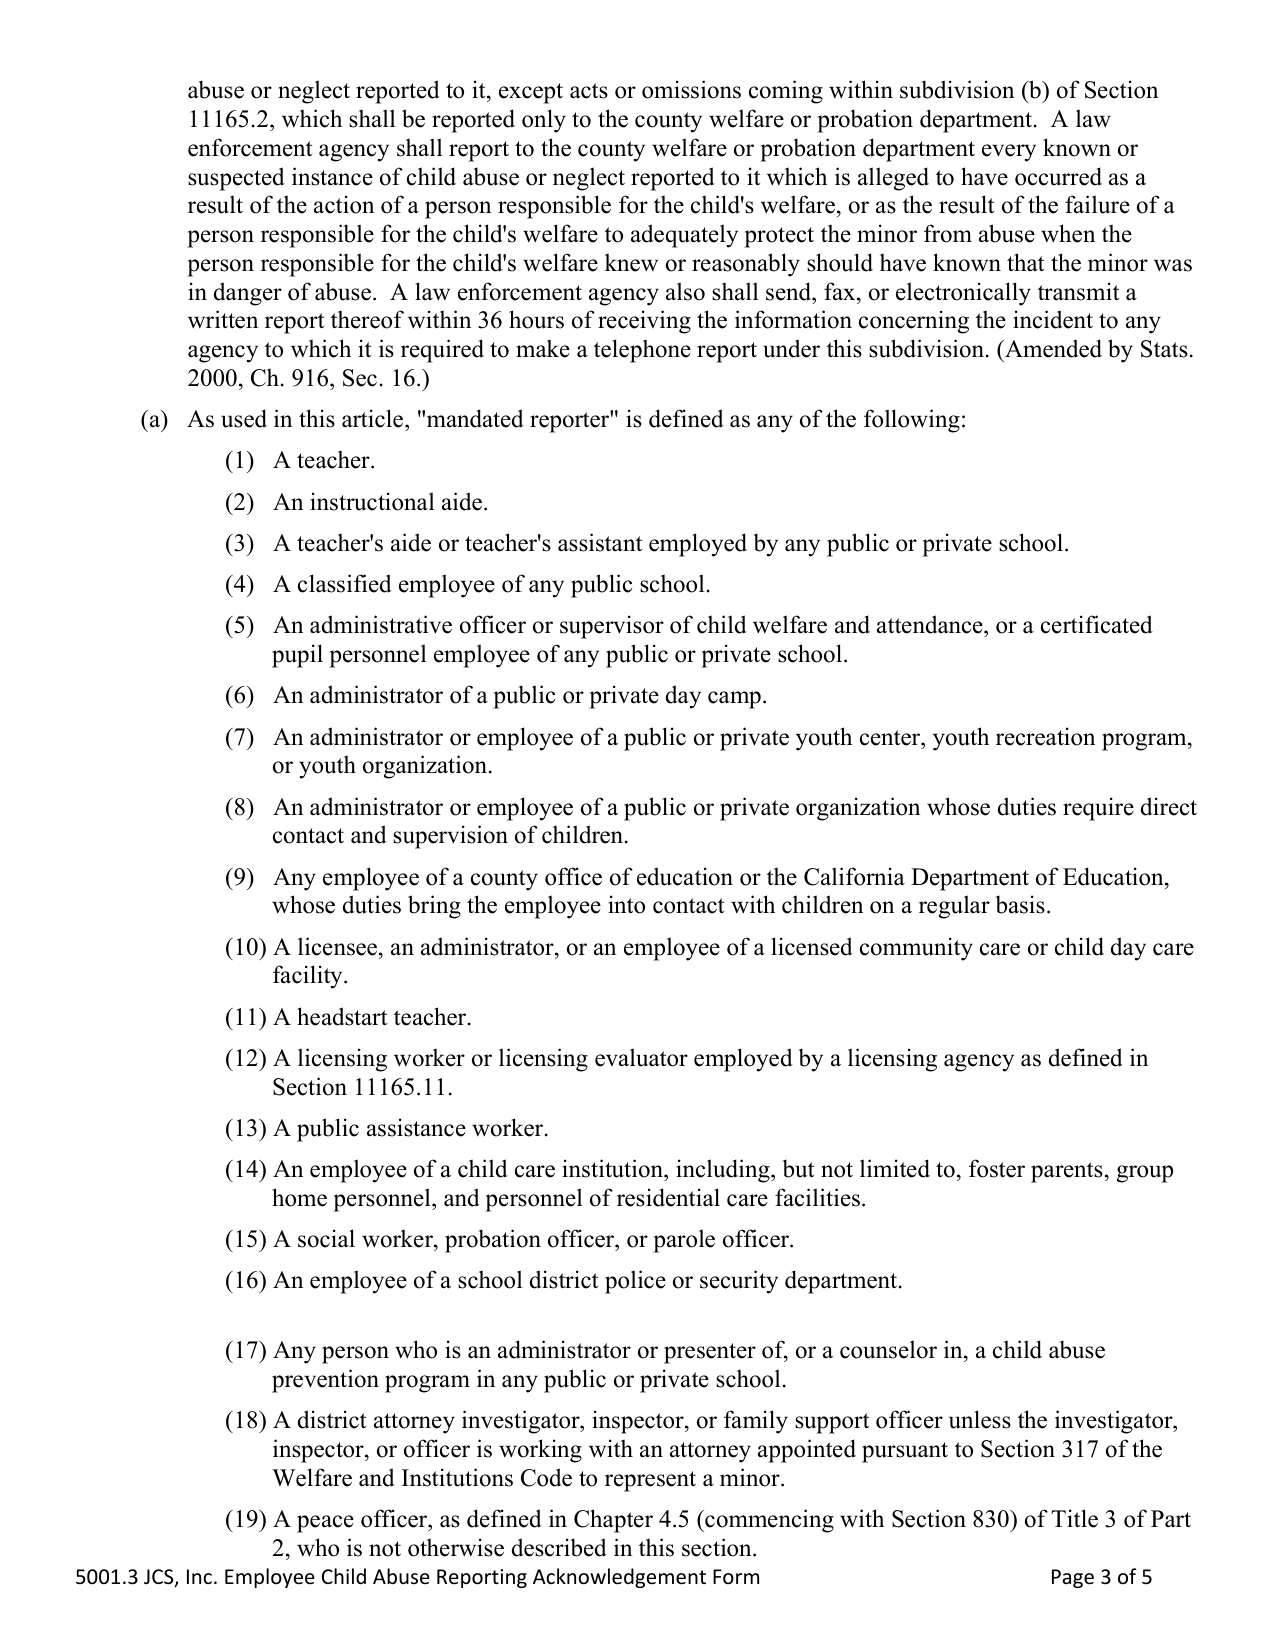 abuse or neglect reported to it, except acts or omissions coming within subdivision (b) of Section
11165.2, which shall be reported only to the county welfare or probation department.  A law
enforcement agency shall report to the county welfare or probation department every known or
suspected instance of child abuse or neglect reported to it which is alleged to have occurred as a
result of the action of a person responsible for the child's welfare, or as the result of the failure of a
person responsible for the child's welfare to adequately protect the minor from abuse when the
person responsible for the child's welfare knew or reasonably should have known that the minor was
in danger of abuse.  A law enforcement agency also shall send, fax, or electronically transmit a
written report thereof within 36 hours of receiving the information concerning the incident to any
agency to which it is required to make a telephone report under this subdivision. (Amended by Stats.
2000, Ch. 916, Sec. 16.)
(a) As used in this article, "mandated reporter" is defined as any of the following:
(1) A teacher.
(2) An instructional aide.
(3) A teacher's aide or teacher's assistant employed by any public or private school.
(4) A classified employee of any public school.
(5) An administrative officer or supervisor of child welfare and attendance, or a certificated
pupil personnel employee of any public or private school.
(6) An administrator of a public or private day camp.
(7) An administrator or employee of a public or private youth center, youth recreation program,
or youth organization.
(8) An administrator or employee of a public or private organization whose duties require direct
contact and supervision of children.
(9) Any employee of a county office of education or the California Department of Education,
whose duties bring the employee into contact with children on a regular basis.
(10) A licensee, an administrator, or an employee of a licensed community care or child day care
facility.
(11) A headstart teacher.
(12) A licensing worker or licensing evaluator employed by a licensing agency as defined in
Section 11165.11.
(13) A public assistance worker.
(14) An employee of a child care institution, including, but not limited to, foster parents, group
home personnel, and personnel of residential care facilities.
(15) A social worker, probation officer, or parole officer.
(16) An employee of a school district police or security department.
(17) Any person who is an administrator or presenter of, or a counselor in, a child abuse
prevention program in any public or private school.
(18) A district attorney investigator, inspector, or family support officer unless the investigator,
inspector, or officer is working with an attorney appointed pursuant to Section 317 of the
Welfare and Institutions Code to represent a minor.
(19) A peace officer, as defined in Chapter 4.5 (commencing with Section 830) of Title 3 of Part
2, who is not otherwise described in this section.
5001.3 JCS, Inc. Employee Child Abuse Reporting Acknowledgement Form Page 3 of 5